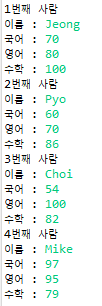 1번째 사람
이름 : Jeong
국어 : 70
영어 : 80
수학 : 100
2번째 사람
이름 : Pyo
국어 : 60
영어 : 70
수학 : 86
3번째 사람
이름 : Choi
국어 : 54
영어 : 100
수학 : 82
4번째 사람
이름 : Mike
국어 : 97
영어 : 95
수학 : 79